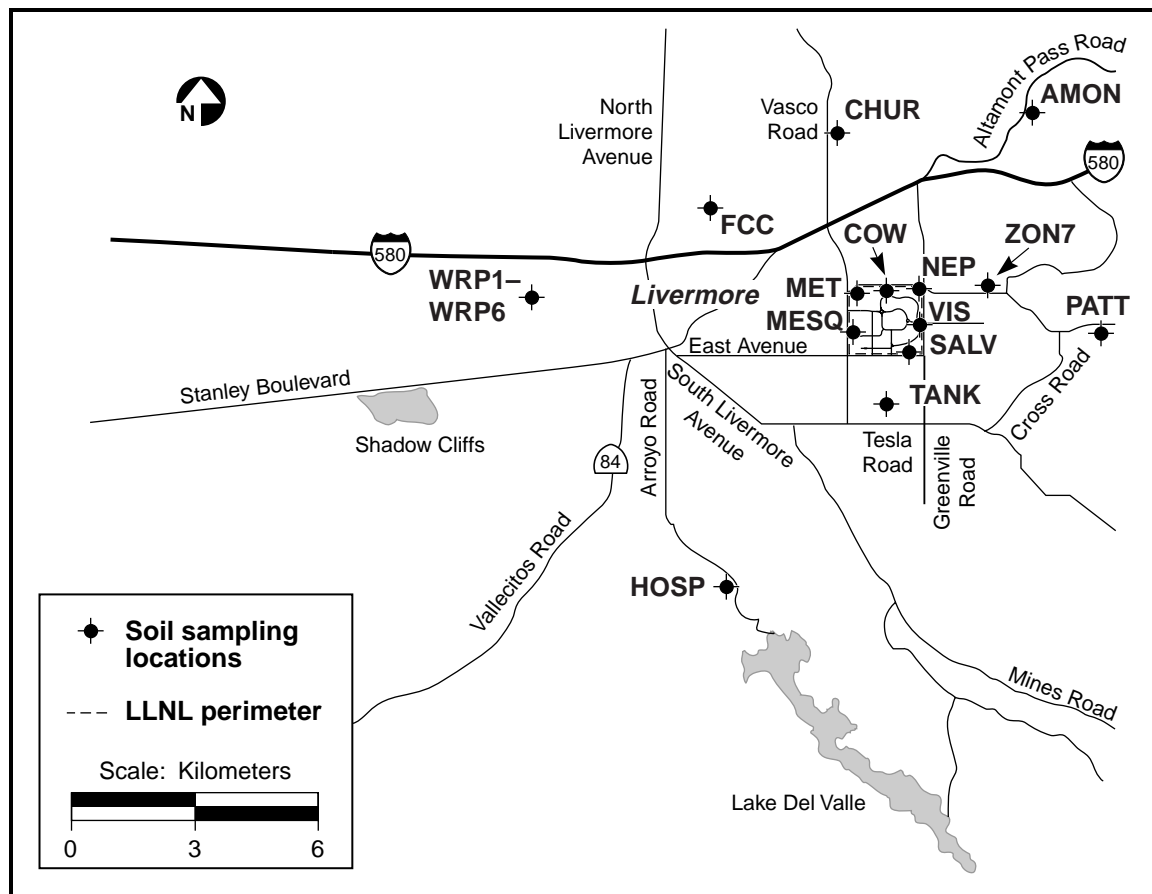 Altamont Pass Road
N
North
Livermore
Avenue
Vasco
Road
CHUR
AMON
580
FCC
COW
ZON7
580
WRP1–
WRP6
Livermore
MET
NEP
PATT
MESQ
VIS
East Avenue
SALV
Stanley Boulevard
Shadow Cliffs
South Livermore
Avenue
TANK
Cross Road
Arroyo Road
Tesla
Road
Greenville
Road
84
Vallecitos Road
HOSP
Mines Road
Lake Del Valle
Soil sampling
locations
LLNL perimeter
Scale: Kilometers
0 3 6